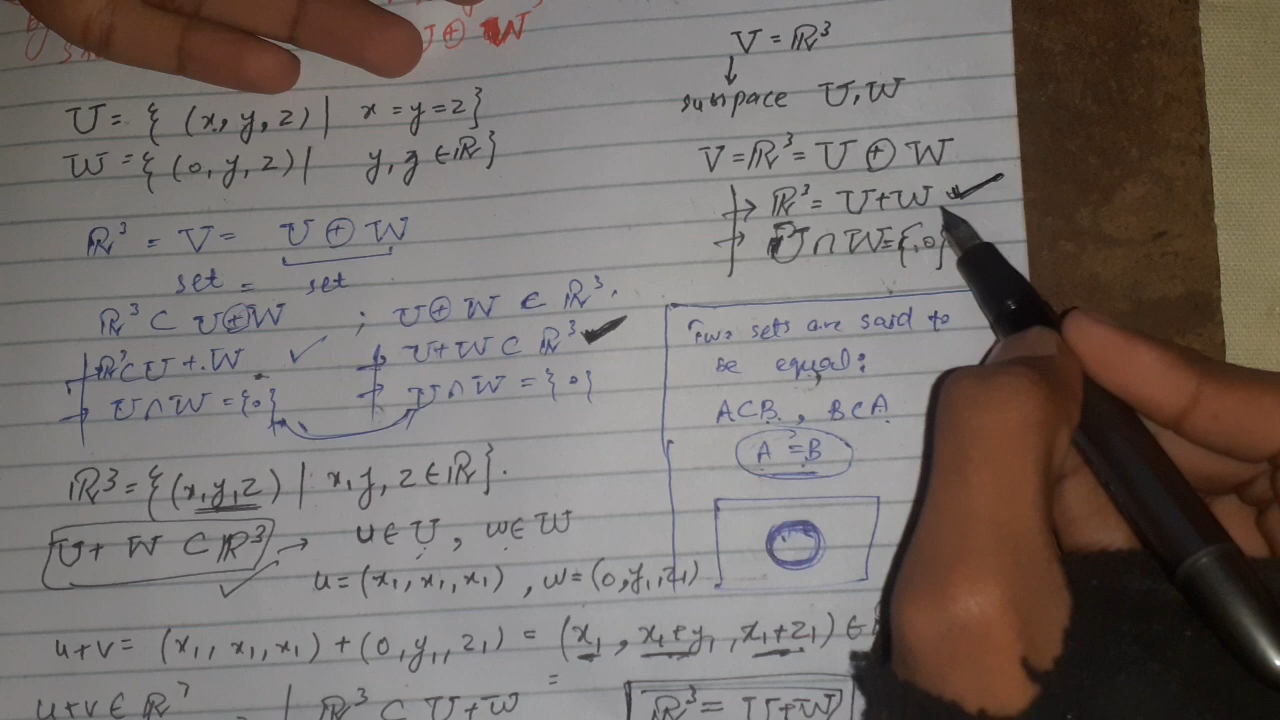 U ⊕ W
U = { (x, y, z) | x = y = z }
W = { (0, y, z) | y, z ∈ ℝ }
ℝ³ = V = U ⊕ W
set = set
ℝ³ ⊂ U ⊕ W ; U ⊕ W ∈ ℝ³.
→ ℝ³ ⊂ U + W ✓
→ U ∩ W = {0}
→ U + W ⊂ ℝ³ ✓
→ U ∩ W = {0}
ℝ³ = { (x, y, z) | x, y, z ∈ ℝ }.
U + W ⊂ ℝ³ → u ∈ U, w ∈ W
✓ u = (x₁, x₁, x₁), w = (0, y₁, z₁)
u + v = (x₁, x₁, x₁) + (0, y₁, z₁) = (x₁, x₁ + y₁, x₁ + z₁) ∈
=
u + v ∈ ℝ³ | ℝ³ ⊂ U + W
ℝ³ = U + W
V = ℝ³
↓
sunpace U, W
V = ℝ³ = U ⊕ W
→ ℝ³ = U + W ✓
→ U ∩ W = {0}
Two sets are said to
be equal:
A ⊂ B, B ⊂ A
A = B